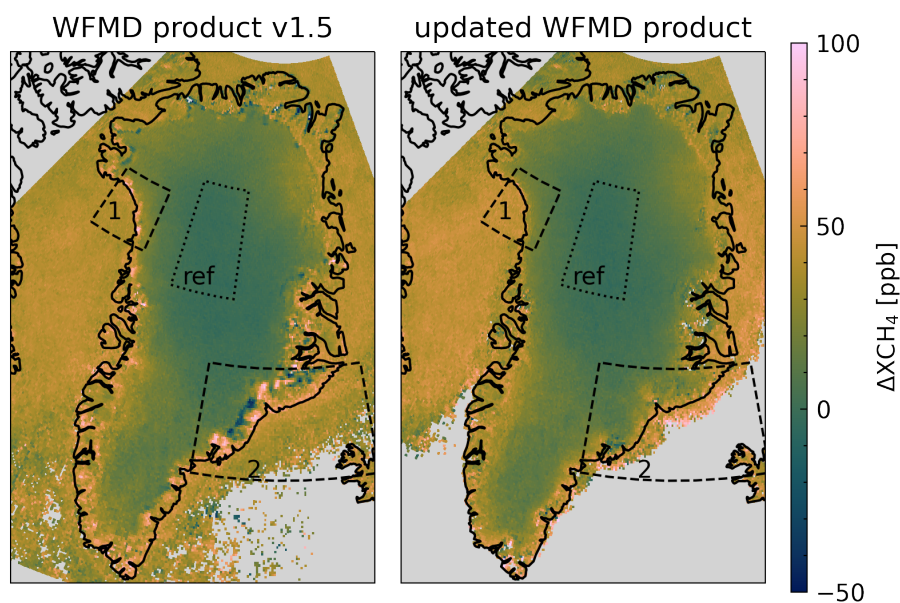 WFMD product v1.5
updated WFMD product
1
ref
2
1
ref
2
100
50
0
−50
ΔXCH₄ [ppb]